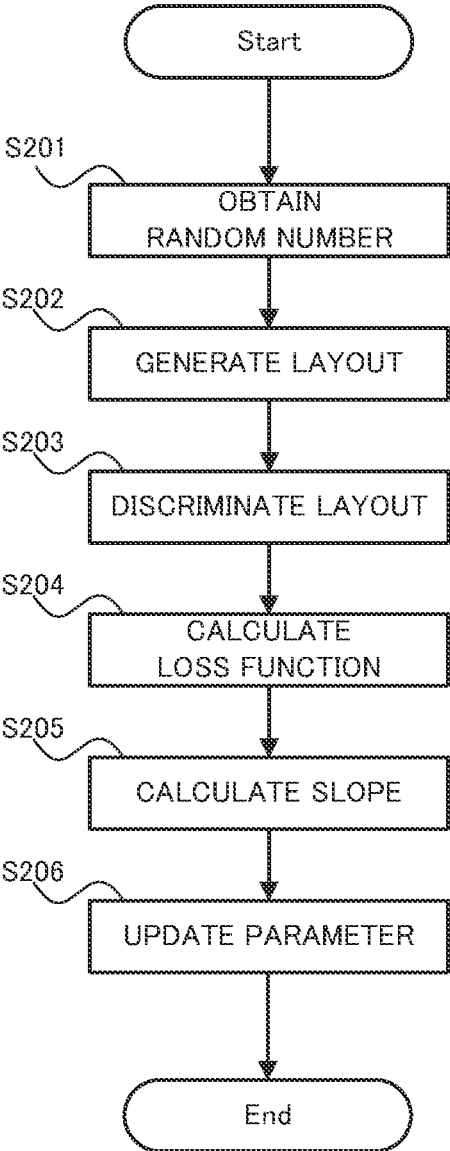 Start
S201
OBTAIN
RANDOM NUMBER
S202
GENERATE LAYOUT
S203
DISCRIMINATE LAYOUT
S204
CALCULATE
LOSS FUNCTION
S205
CALCULATE SLOPE
S206
UPDATE PARAMETER
End